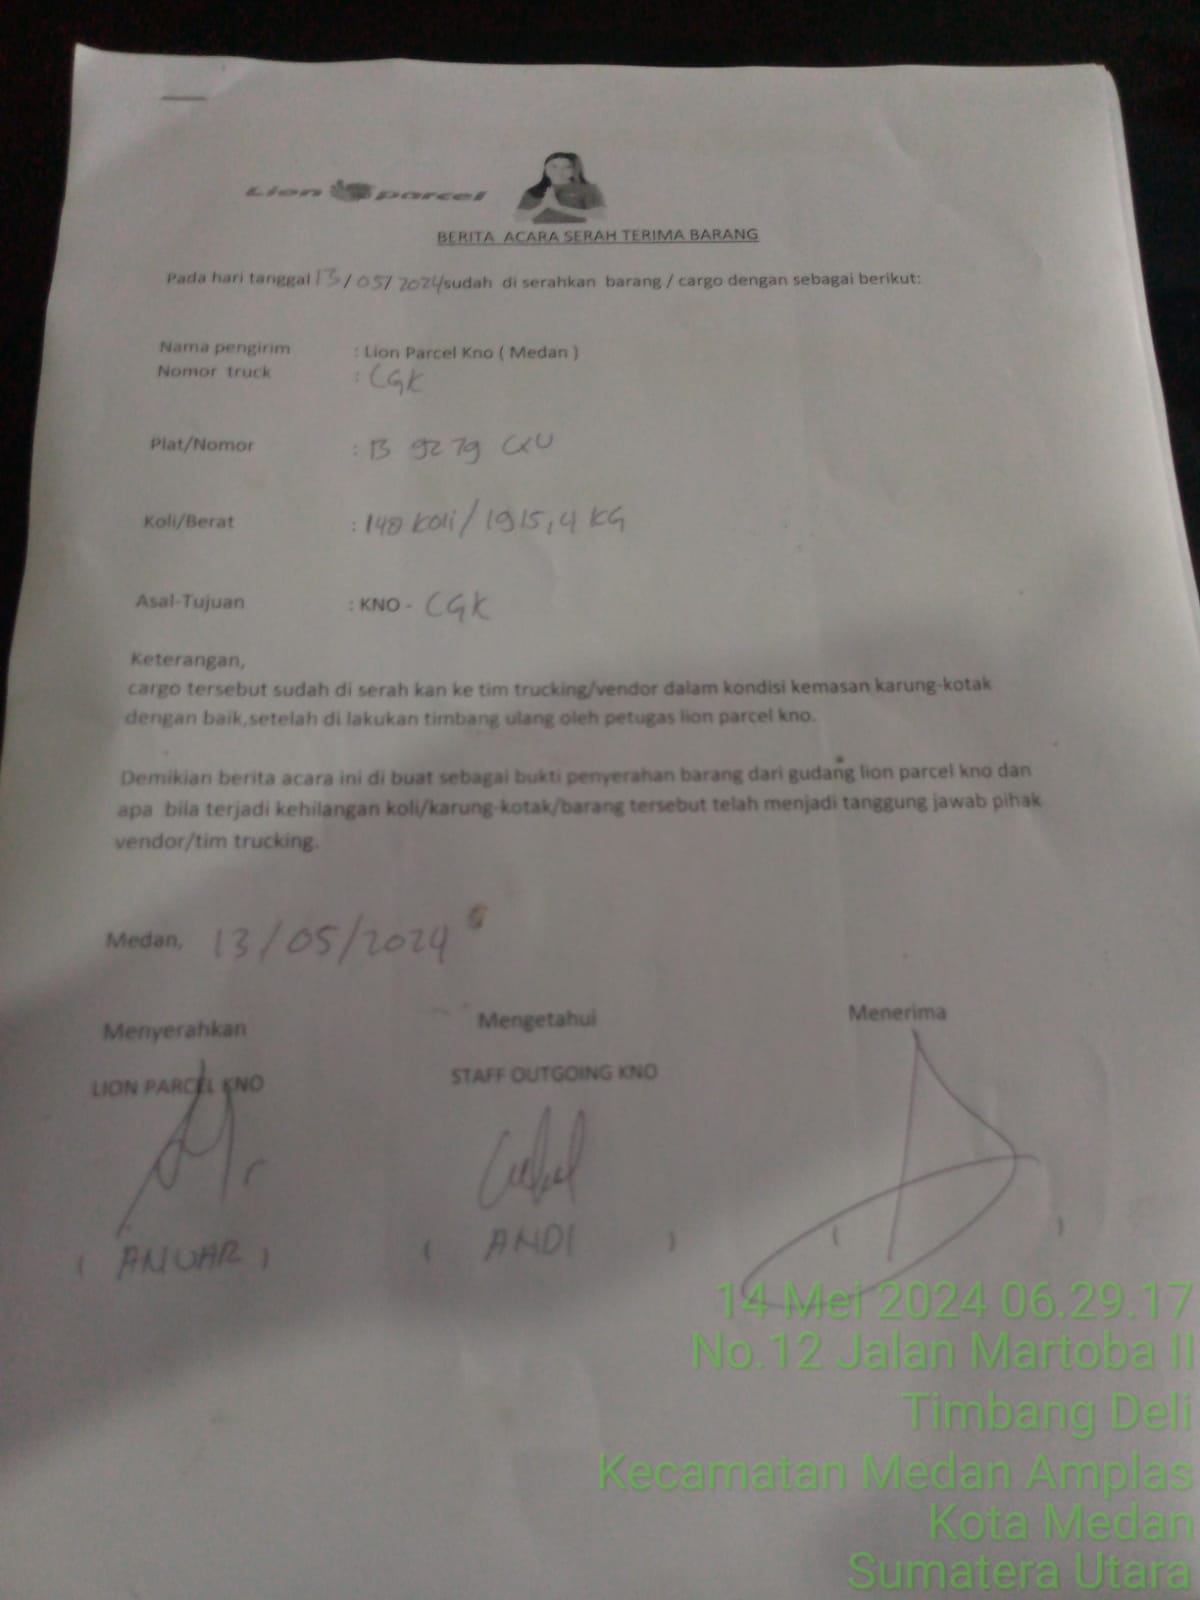 Lion parcel
BERITA ACARA SERAH TERIMA BARANG
Pada hari tanggal 13/05/2024/sudah di serahkan barang / cargo dengan sebagai berikut:
Nama pengirim : Lion Parcel Kno ( Medan )
Nomor truck : CGK
Plat/Nomor : B 9279 CXU
Koli/Berat : 148 Koli/1915,4 KG
Asal-Tujuan : KNO - CGK
Keterangan,
cargo tersebut sudah di serah kan ke tim trucking/vendor dalam kondisi kemasan karung-kotak
dengan baik,setelah di lakukan timbang ulang oleh petugas lion parcel kno.
Demikian berita acara ini di buat sebagai bukti penyerahan barang dari gudang lion parcel kno dan
apa bila terjadi kehilangan koli/karung-kotak/barang tersebut telah menjadi tanggung jawab pihak
vendor/tim trucking.
Medan, 13/05/2024
Menyerahkan Mengetahui Menerima
LION PARCEL KNO STAFF OUTGOING KNO
( ANUAR ) ( ANDI ) ( )
14 Mei 2024 06.29.17
No.12 Jalan Martoba II
Timbang Deli
Kecamatan Medan Amplas
Kota Medan
Sumatera Utara